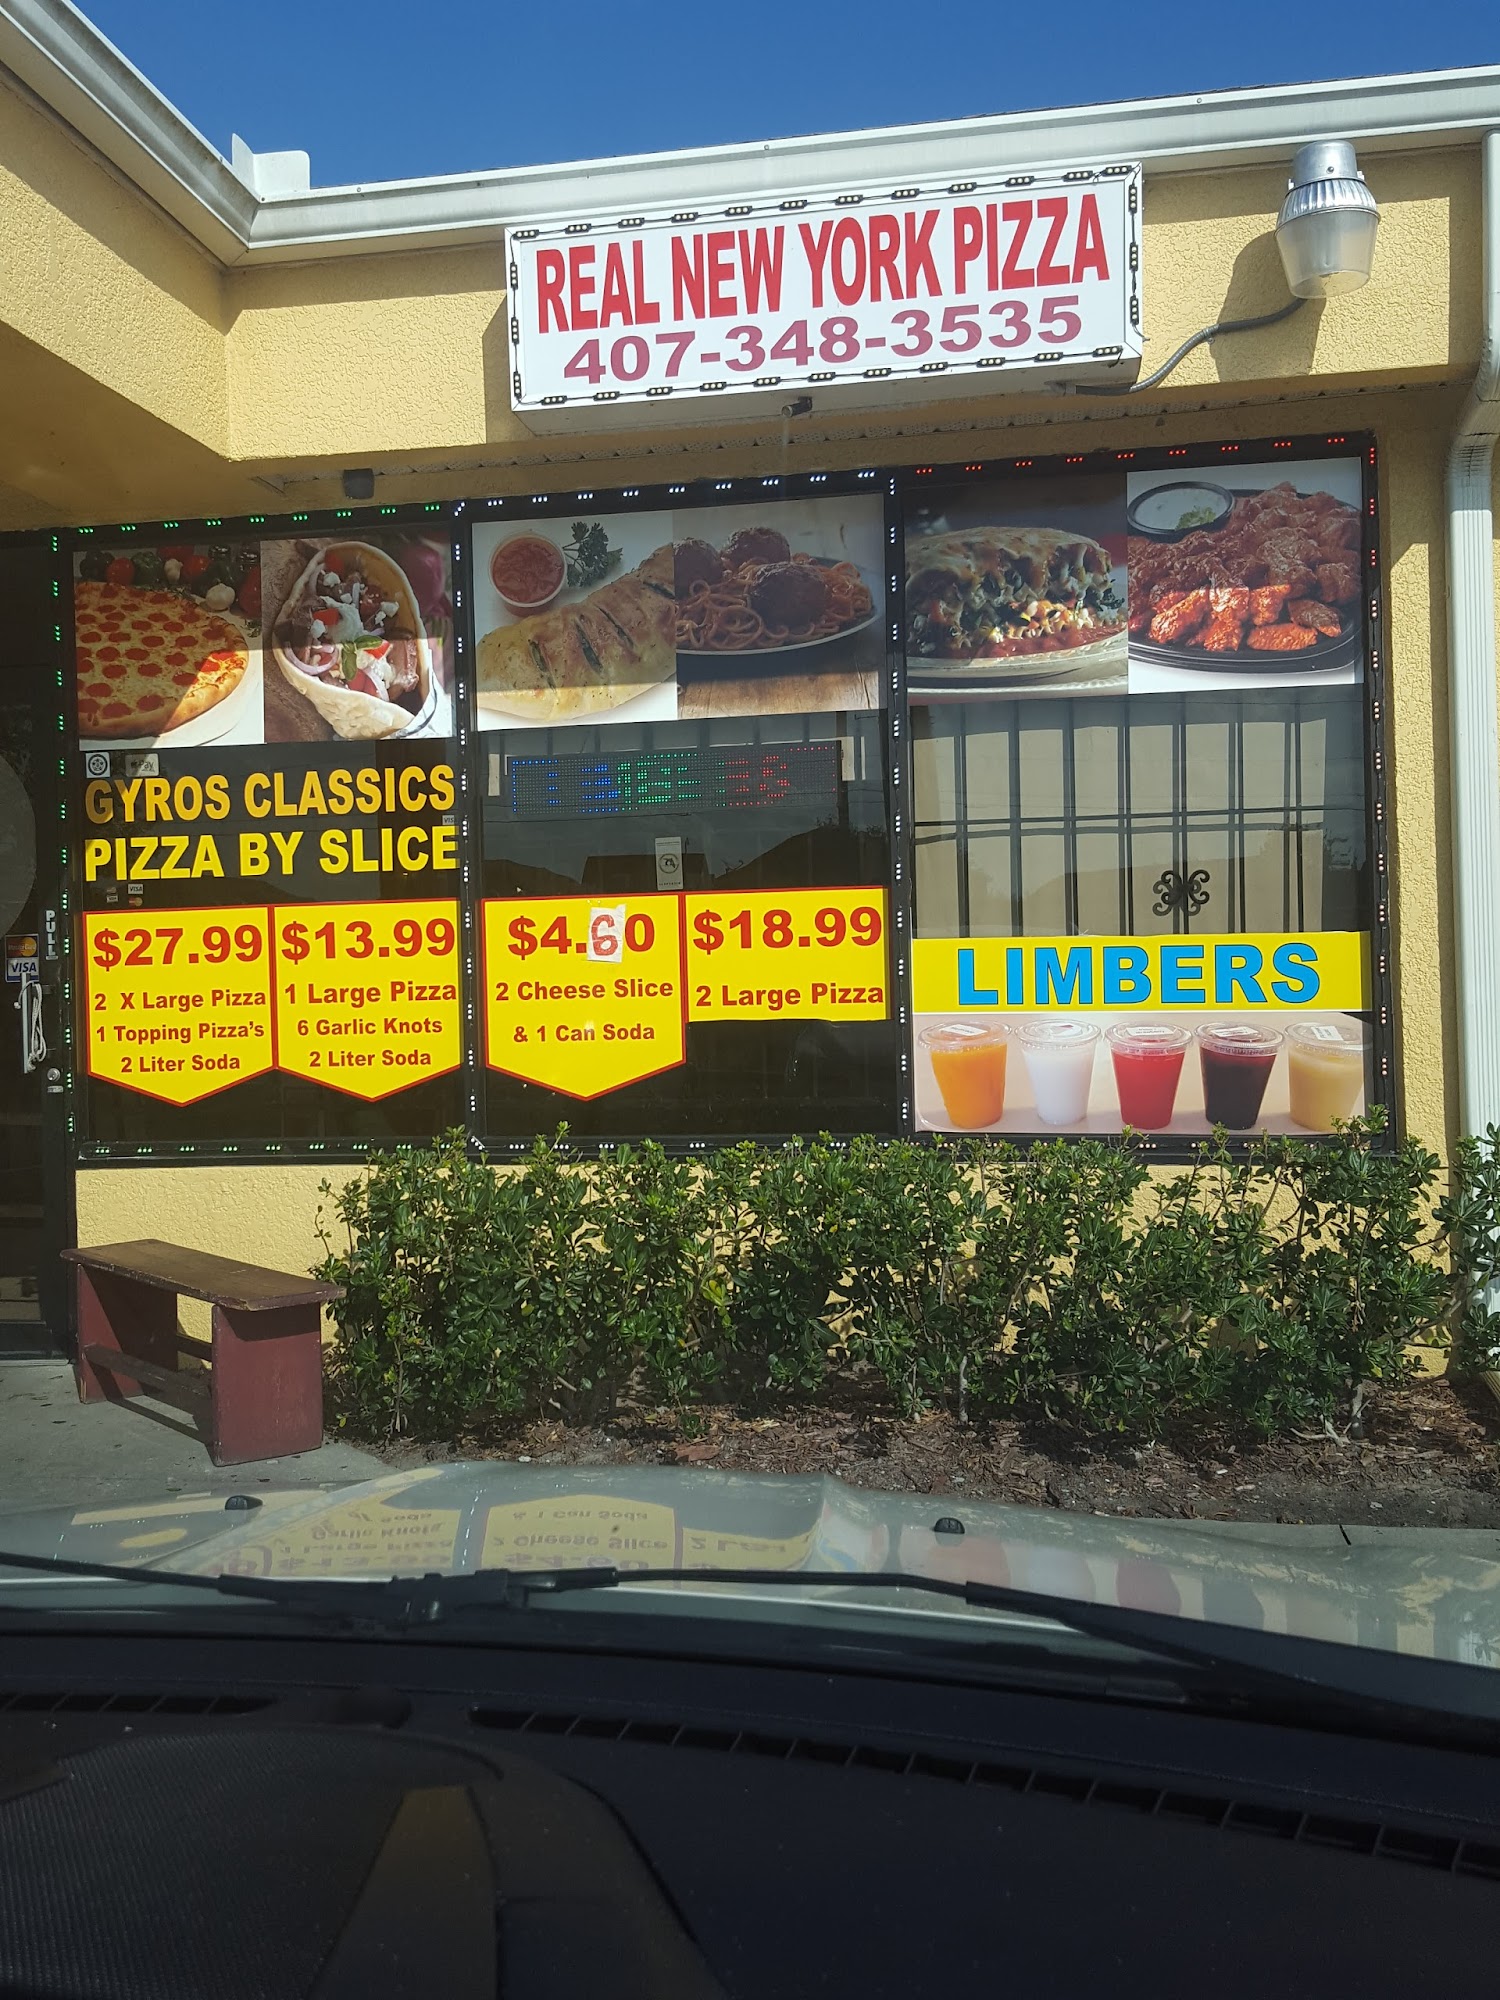 REAL NEW YORK PIZZA
407-348-3535
GYROS CLASSICS
PIZZA BY SLICE
VISA
PULL
VISA
$27.99
2 X Large Pizza
1 Topping Pizza's
2 Liter Soda
$13.99
1 Large Pizza
6 Garlic Knots
2 Liter Soda
$4.60
2 Cheese Slice
& 1 Can Soda
$18.99
2 Large Pizza
LIMBERS